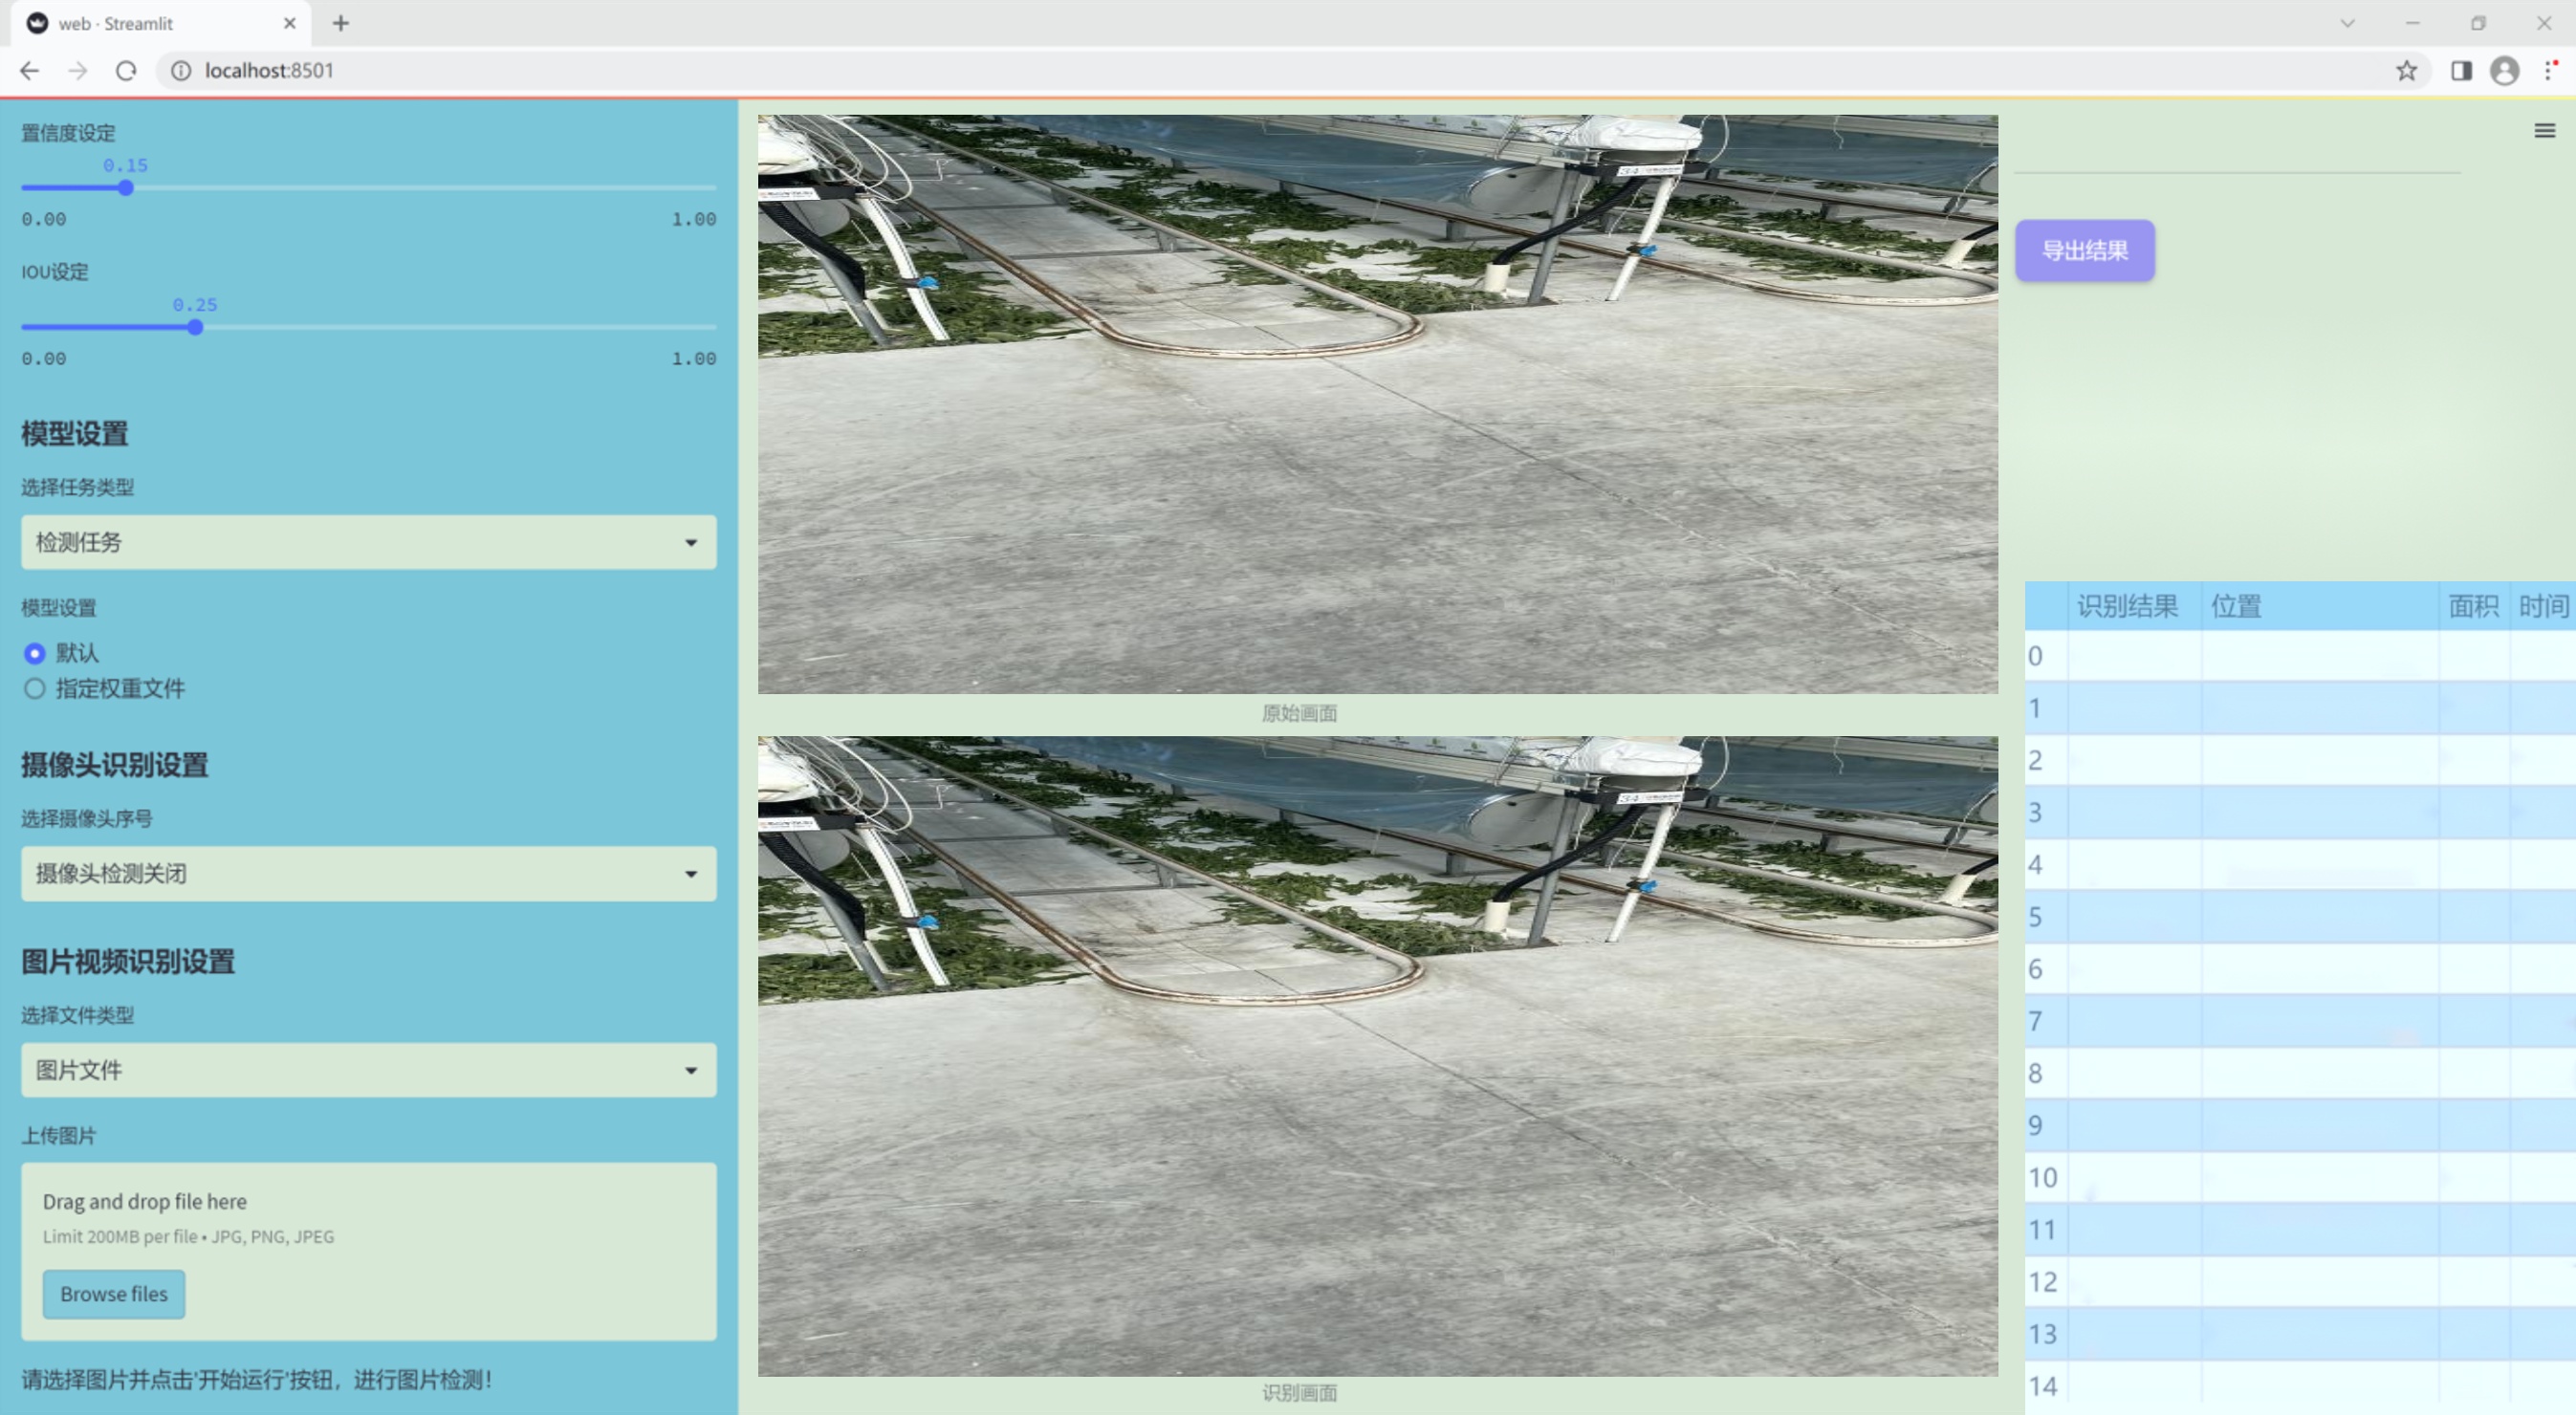 web · Streamlit
localhost:8501
置信度设定
0.15
0.00 1.00
IOU设定
0.25
0.00 1.00
模型设置
选择任务类型
检测任务
模型设置
默认
指定权重文件
摄像头识别设置
选择摄像头序号
摄像头检测关闭
图片视频识别设置
选择文件类型
图片文件
上传图片
Drag and drop file here
Limit 200MB per file • JPG, PNG, JPEG
Browse files
请选择图片并点击'开始运行'按钮，进行图片检测！
34
原始画面
34
识别画面
导出结果
识别结果 位置 面积 时间
0
1
2
3
4
5
6
7
8
9
10
11
12
13
14